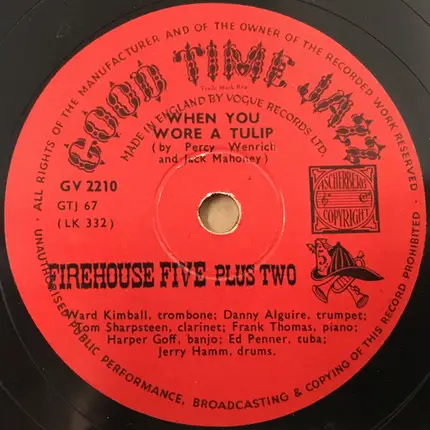 ALL RIGHTS OF THE MANUFACTURER AND OF THE OWNER OF THE RECORDED WORK RESERVED
GOOD TIME JAZZ
Trade Mark Reg
MADE IN ENGLAND BY VOGUE RECORDS LTD.
WHEN YOU
WORE A TULIP
(by Percy Wenrich
and Jack Mahoney)
GV 2210
GTJ 67
(LK 332)
ASCHERBERG
COPYRIGHT
FIREHOUSE FIVE PLUS TWO
Ward Kimball, trombone; Danny Alguire, trumpet;
Tom Sharpsteen, clarinet; Frank Thomas, piano;
Harper Goff, banjo; Ed Penner, tuba;
Jerry Hamm, drums.
UNAUTHORISED PUBLIC PERFORMANCE, BROADCASTING & COPYING OF THIS RECORD PROHIBITED